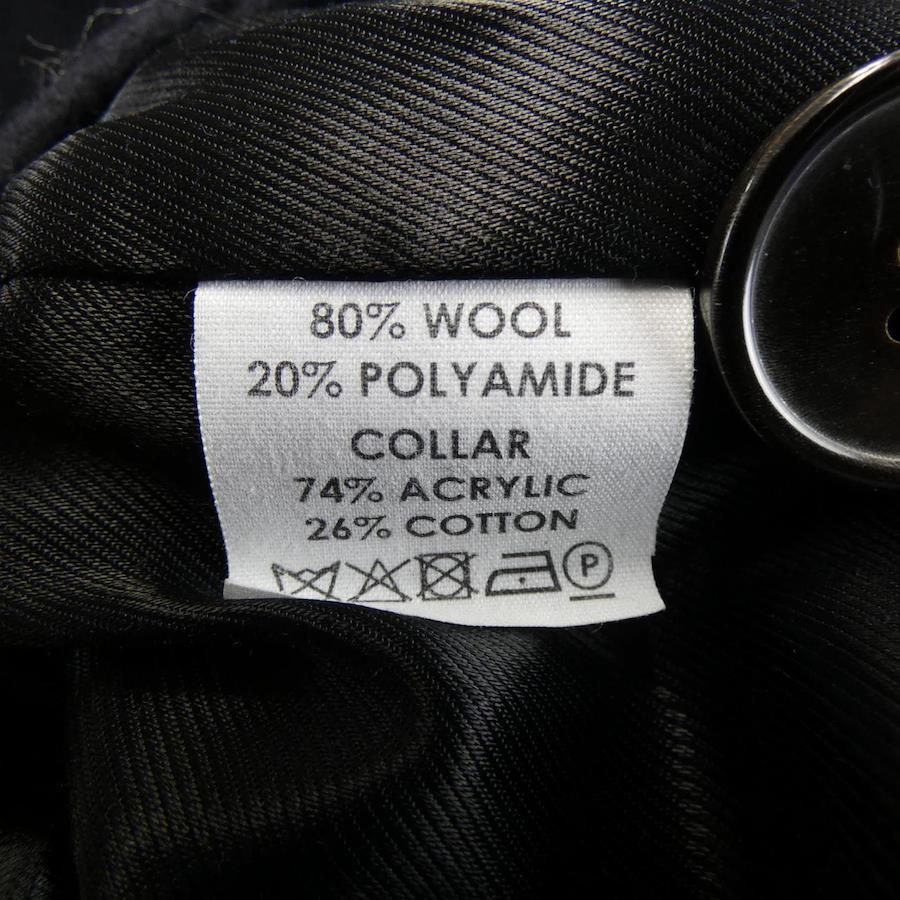 80% WOOL
20% POLYAMIDE
COLLAR
74% ACRYLIC
26% COTTON
P